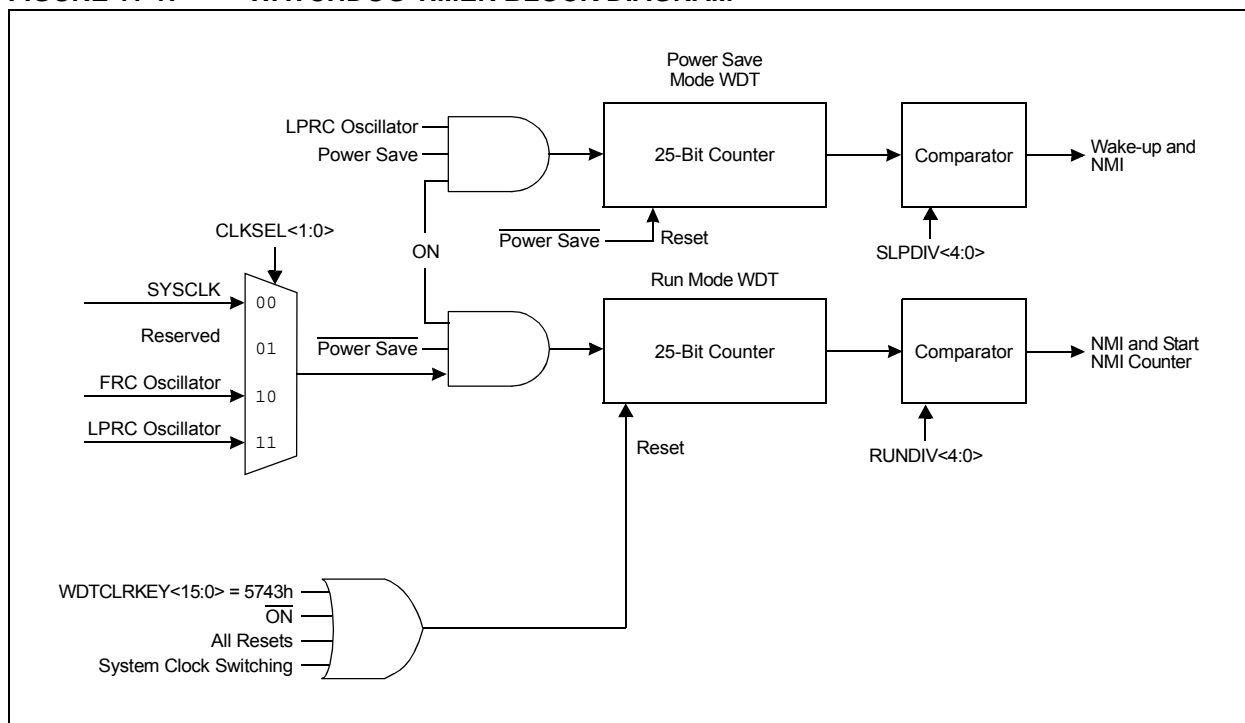 Power Save
Mode WDT
LPRC Oscillator
Power Save
25-Bit Counter
Comparator
Wake-up and
NMI
CLKSEL<1:0>
ON
Power Save
Reset
SLPDIV<4:0>
Run Mode WDT
SYSCLK
00
Reserved
01
Power Save
25-Bit Counter
Comparator
NMI and Start
NMI Counter
FRC Oscillator
10
LPRC Oscillator
11
Reset
RUNDIV<4:0>
WDTCLRKEY<15:0> = 5743h
ON
All Resets
System Clock Switching